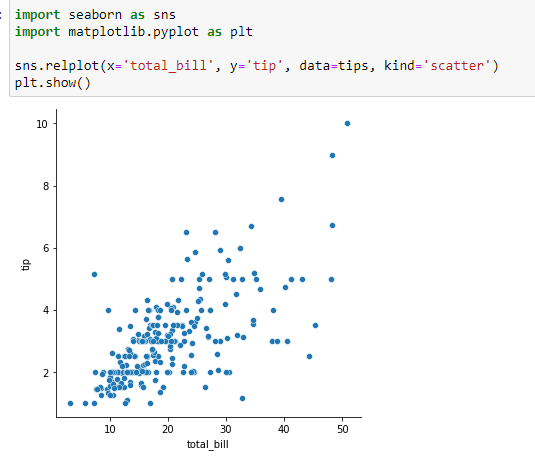 import seaborn as sns
import matplotlib.pyplot as plt
sns.relplot(x='total_bill', y='tip', data=tips, kind='scatter')
plt.show()
10
8
6
4
2
tip
10 20 30 40 50
total_bill